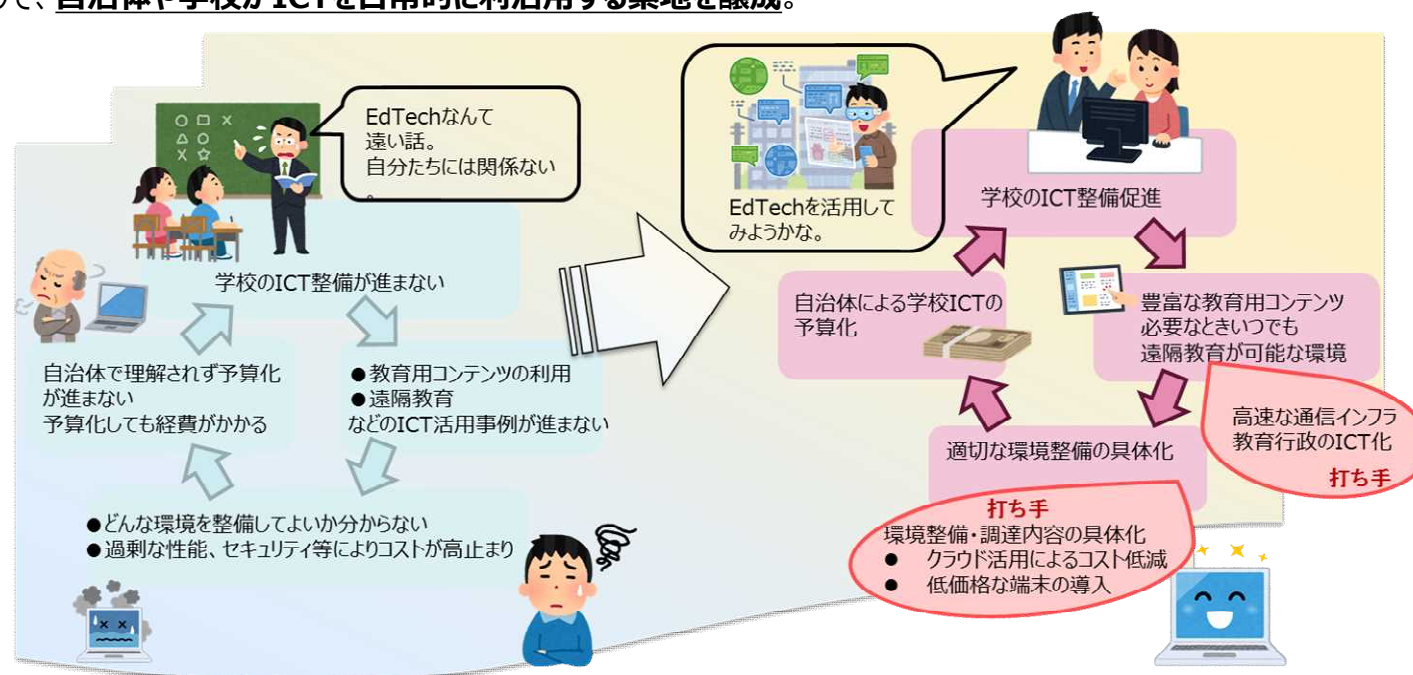 て、自治体や学校がICTを日常的に利活用する素地を醸成。
EdTechなんて
遠い話。
自分たちには関係ない
。
学校のICT整備が進まない
自治体で理解されず予算化
が進まない
予算化しても経費がかかる
●教育用コンテンツの利用
●遠隔教育
などのICT活用事例が進まない
●どんな環境を整備してよいか分からない
●過剰な性能、セキュリティ等によりコストが高止まり
EdTechを活用して
みようかな。
学校のICT整備促進
自治体による学校ICTの
予算化
豊富な教育用コンテンツ
必要なときいつでも
遠隔教育が可能な環境
高速な通信インフラ
教育行政のICT化
打ち手
適切な環境整備の具体化
打ち手
環境整備・調達内容の具体化
● クラウド活用によるコスト低減
● 低価格な端末の導入